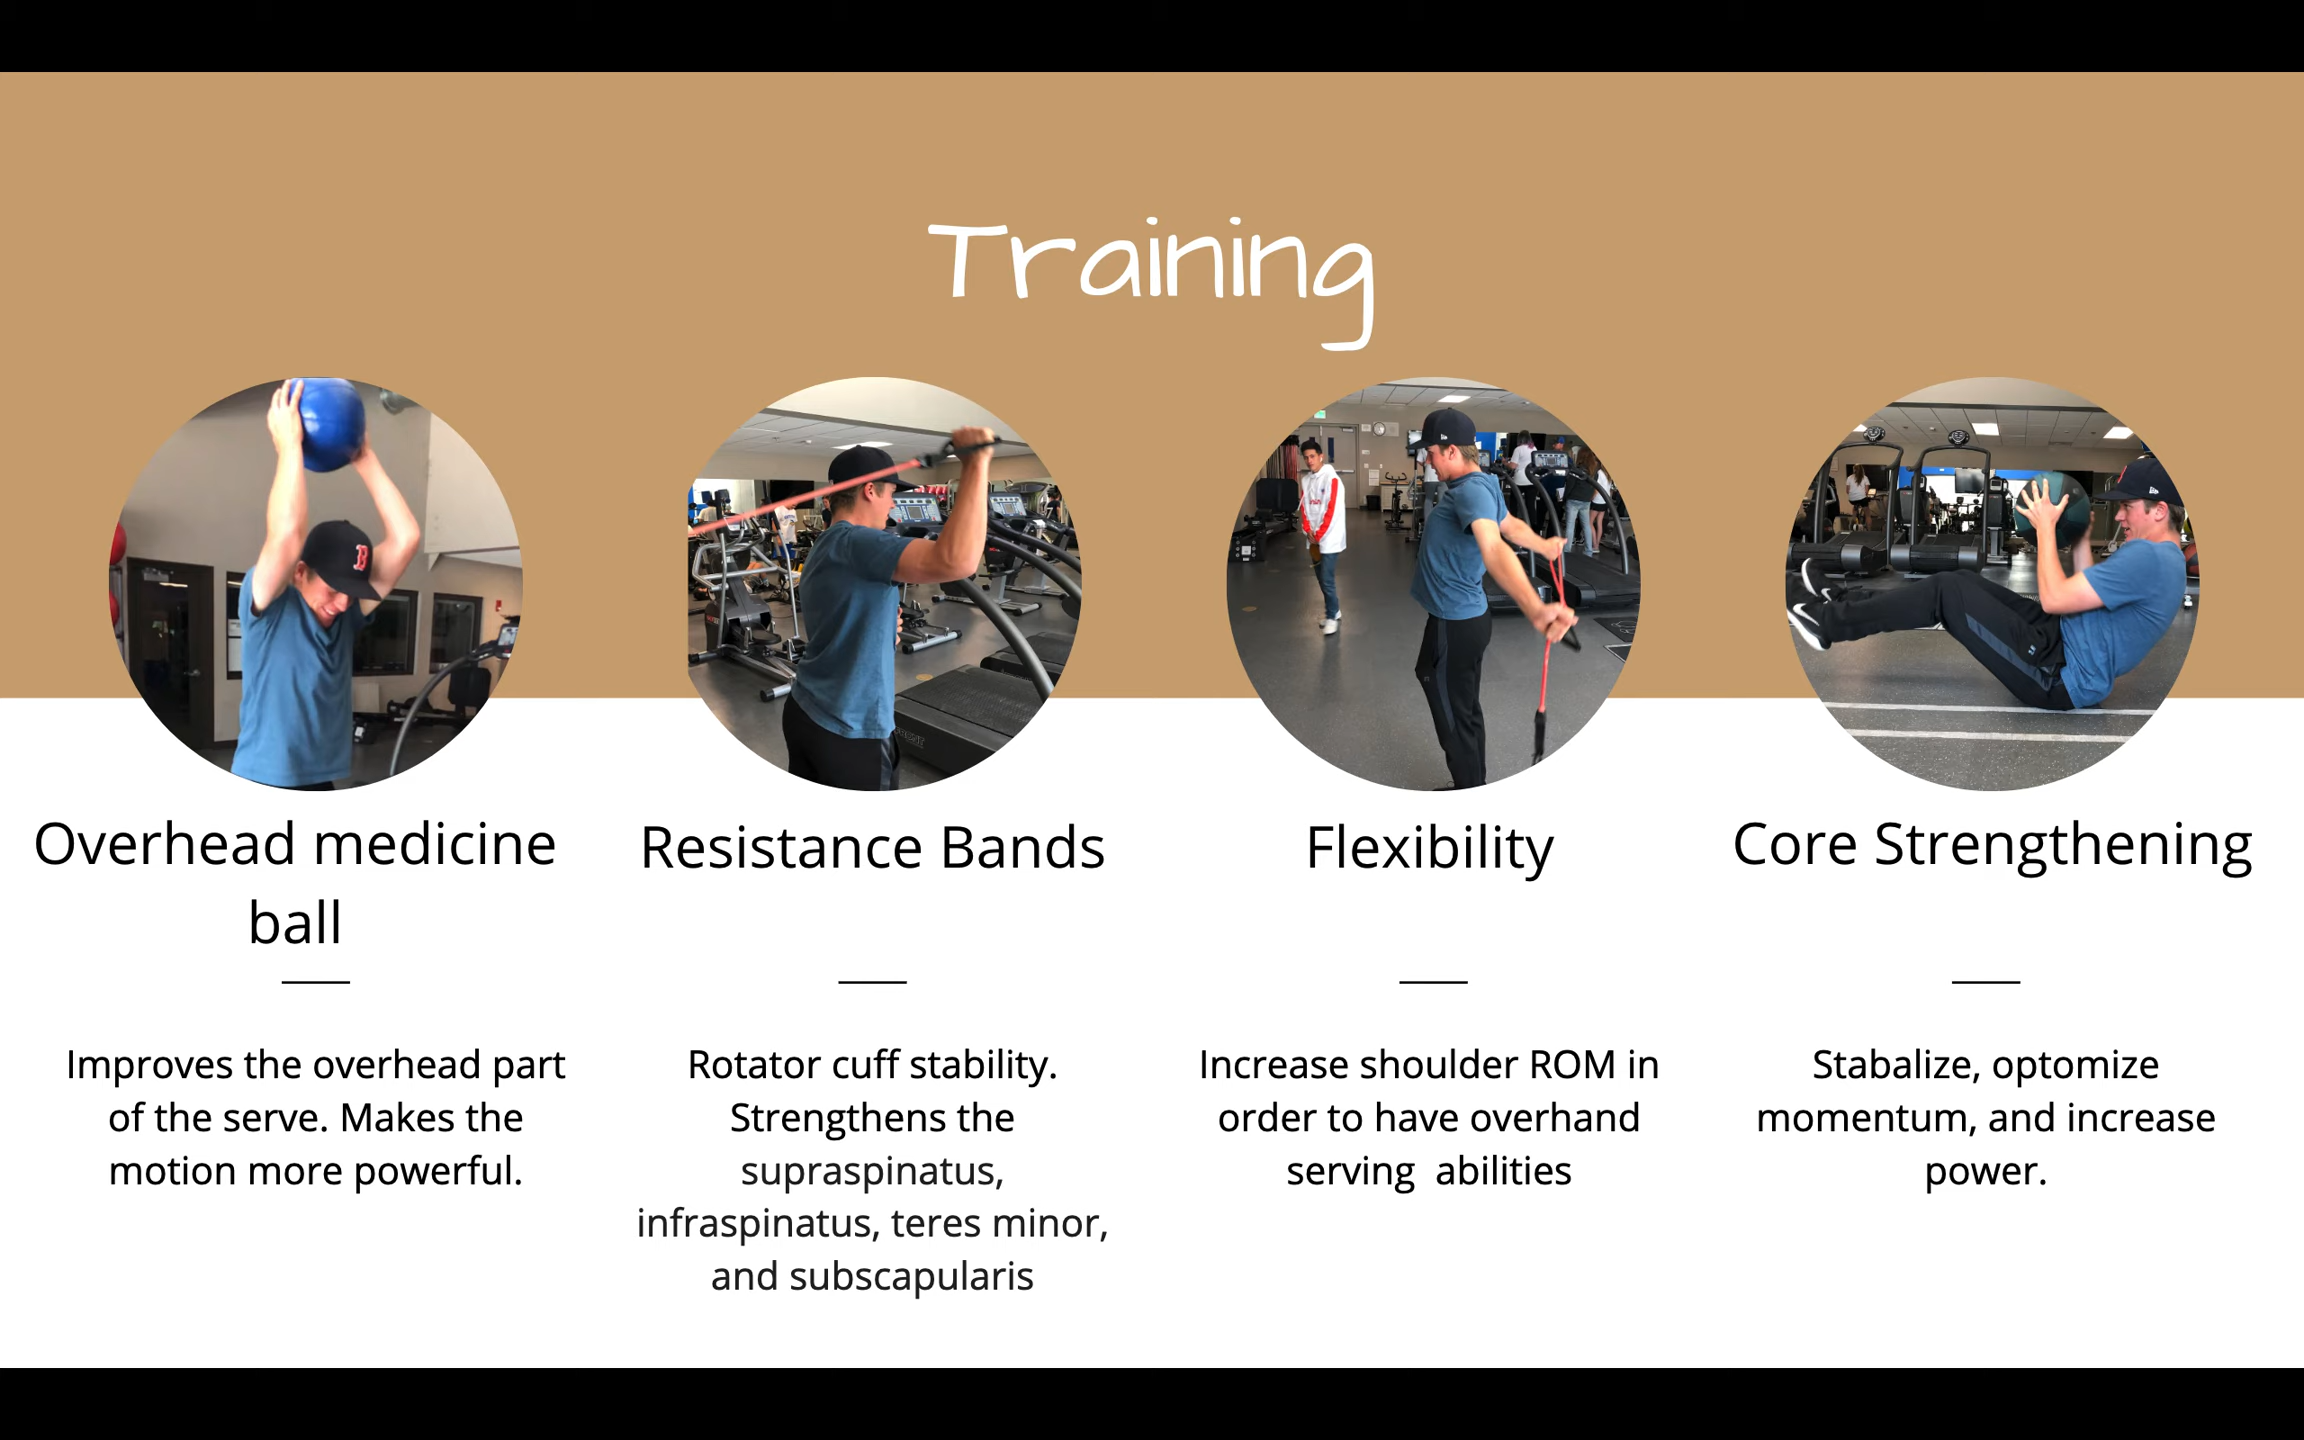 Training
Overhead medicine
ball
Improves the overhead part
of the serve. Makes the
motion more powerful.
Resistance Bands
Rotator cuff stability.
Strengthens the
supraspinatus,
infraspinatus, teres minor,
and subscapularis
Flexibility
Increase shoulder ROM in
order to have overhand
serving  abilities
Core Strengthening
Stabalize, optomize
momentum, and increase
power.